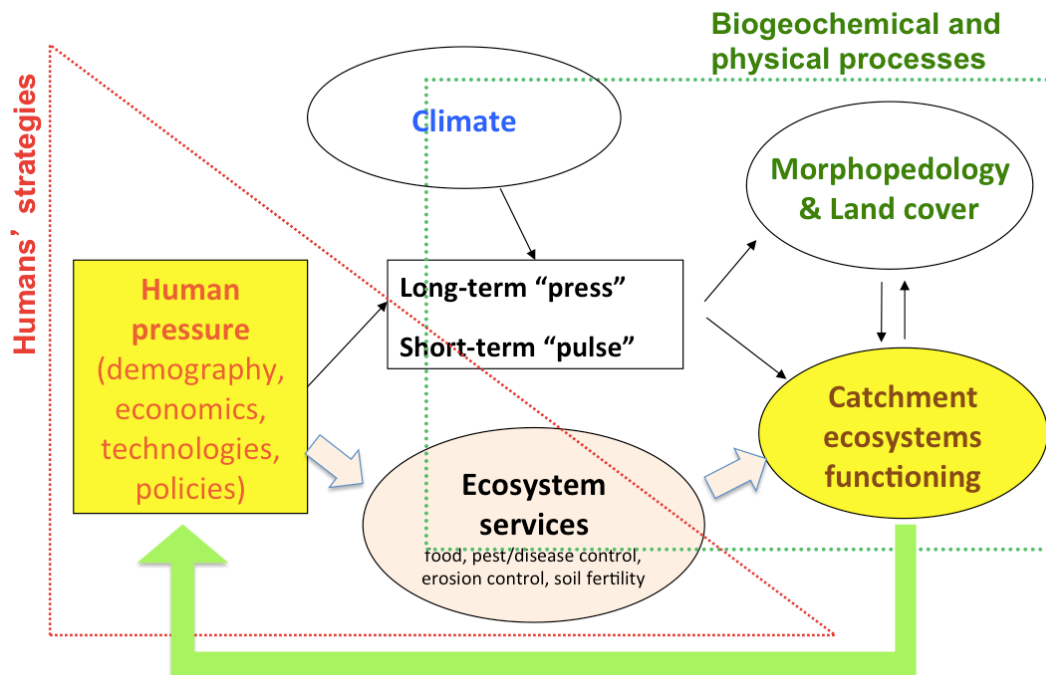 Biogeochemical and
physical processes
Humans’ strategies
Climate
Morphopedology
& Land cover
Human
pressure
(demography,
economics,
technologies,
policies)
Long-term “press”
Short-term “pulse”
Catchment
ecosystems
functioning
Ecosystem
services
food, pest/disease control,
erosion control, soil fertility